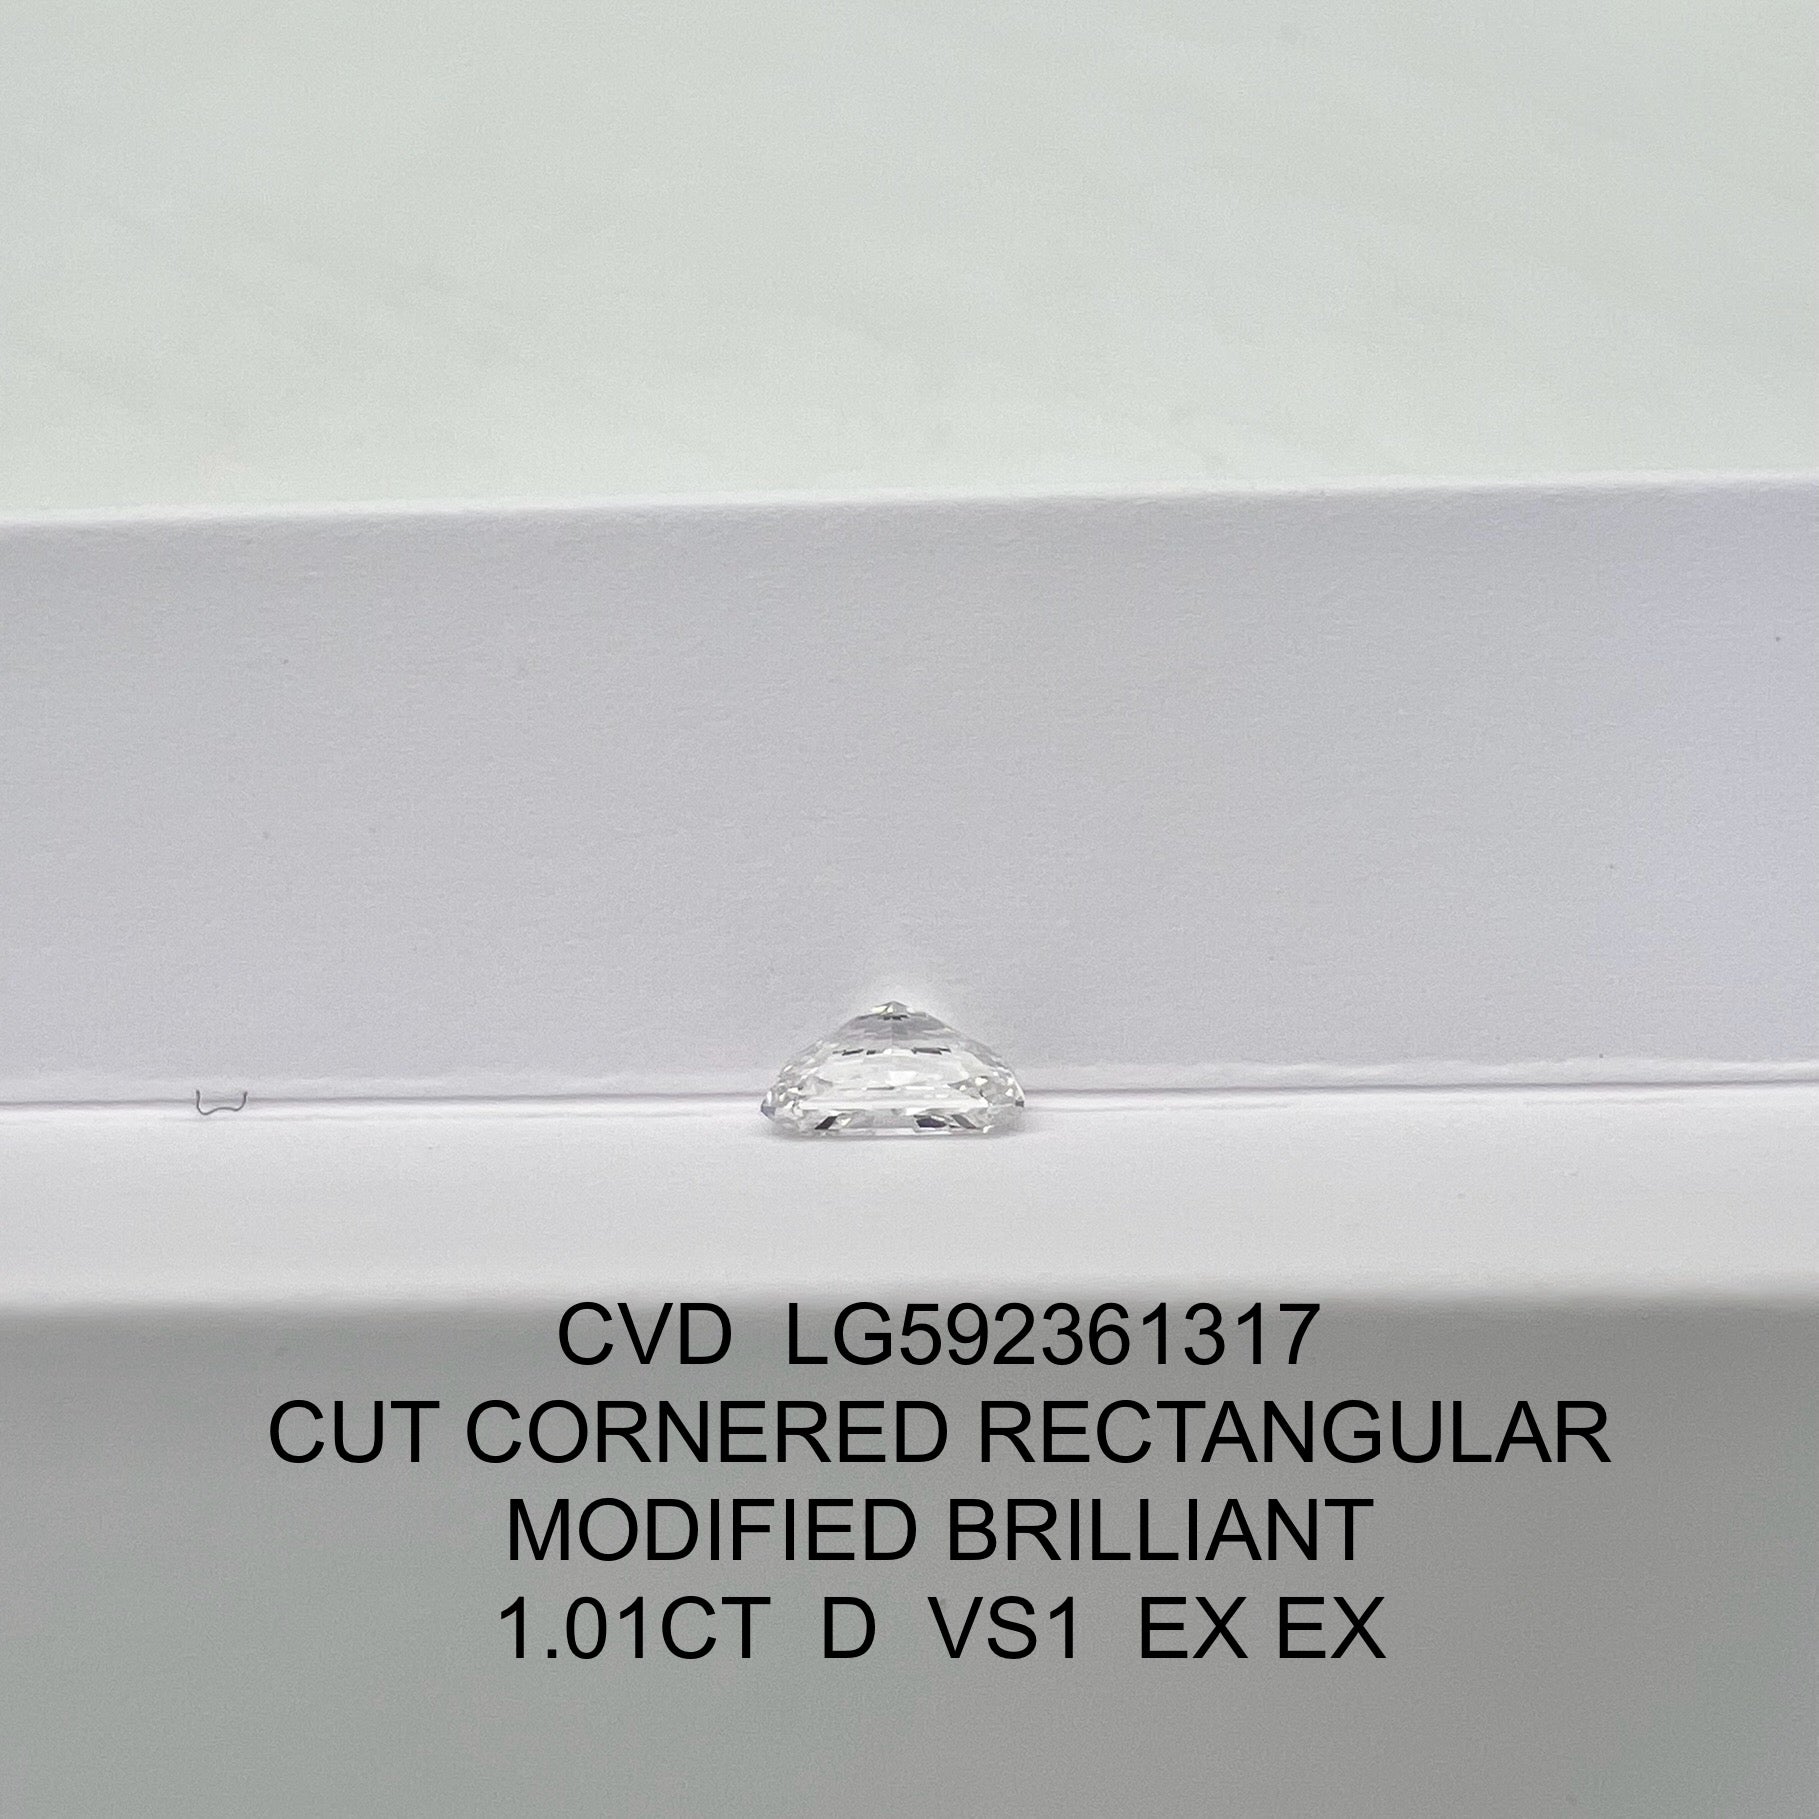 CVD LG592361317
CUT CORNERED RECTANGULAR
MODIFIED BRILLIANT
1.01CT D VS1 EX EX